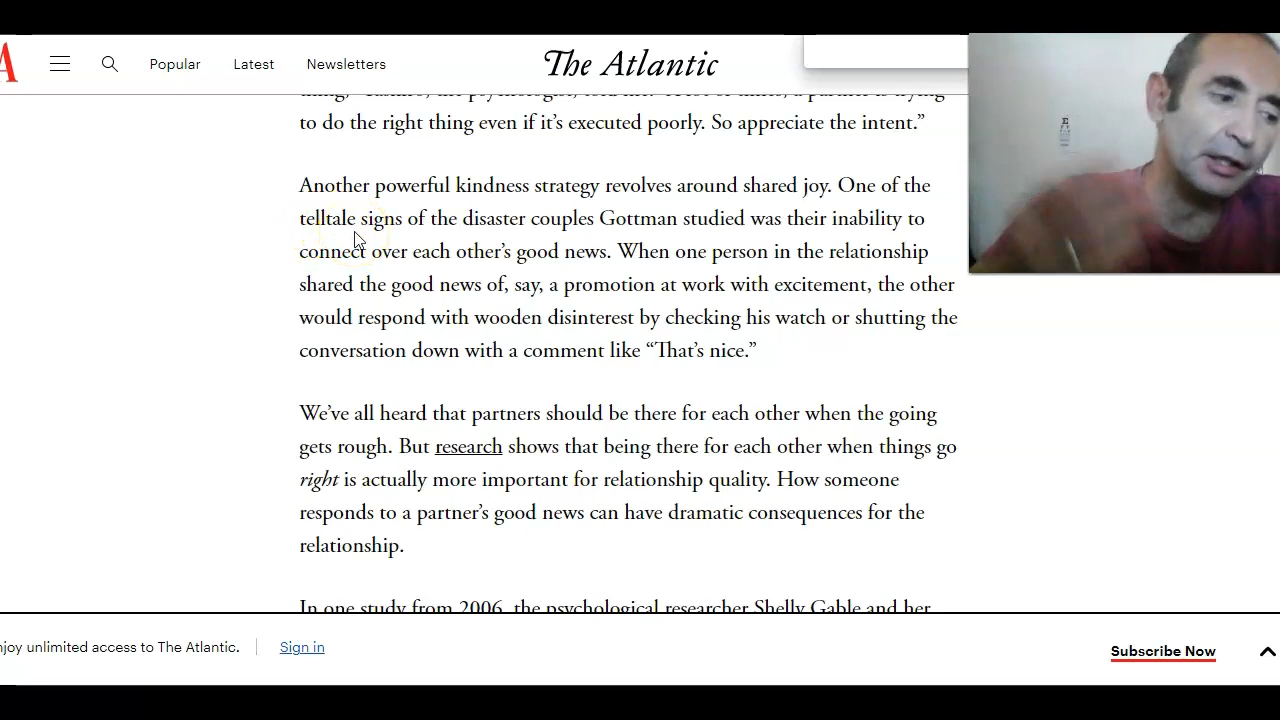 A
Popular
Latest
Newsletters
The Atlantic
to do the right thing even if it’s executed poorly. So appreciate the intent.”
Another powerful kindness strategy revolves around shared joy. One of the
telltale signs of the disaster couples Gottman studied was their inability to
connect over each other’s good news. When one person in the relationship
shared the good news of, say, a promotion at work with excitement, the other
would respond with wooden disinterest by checking his watch or shutting the
conversation down with a comment like “That’s nice.”
We’ve all heard that partners should be there for each other when the going
gets rough. But research shows that being there for each other when things go
right is actually more important for relationship quality. How someone
responds to a partner’s good news can have dramatic consequences for the
relationship.
In one study from 2006, the psychological researcher Shelly Gable and her
njoy unlimited access to The Atlantic.
Sign in
Subscribe Now
E